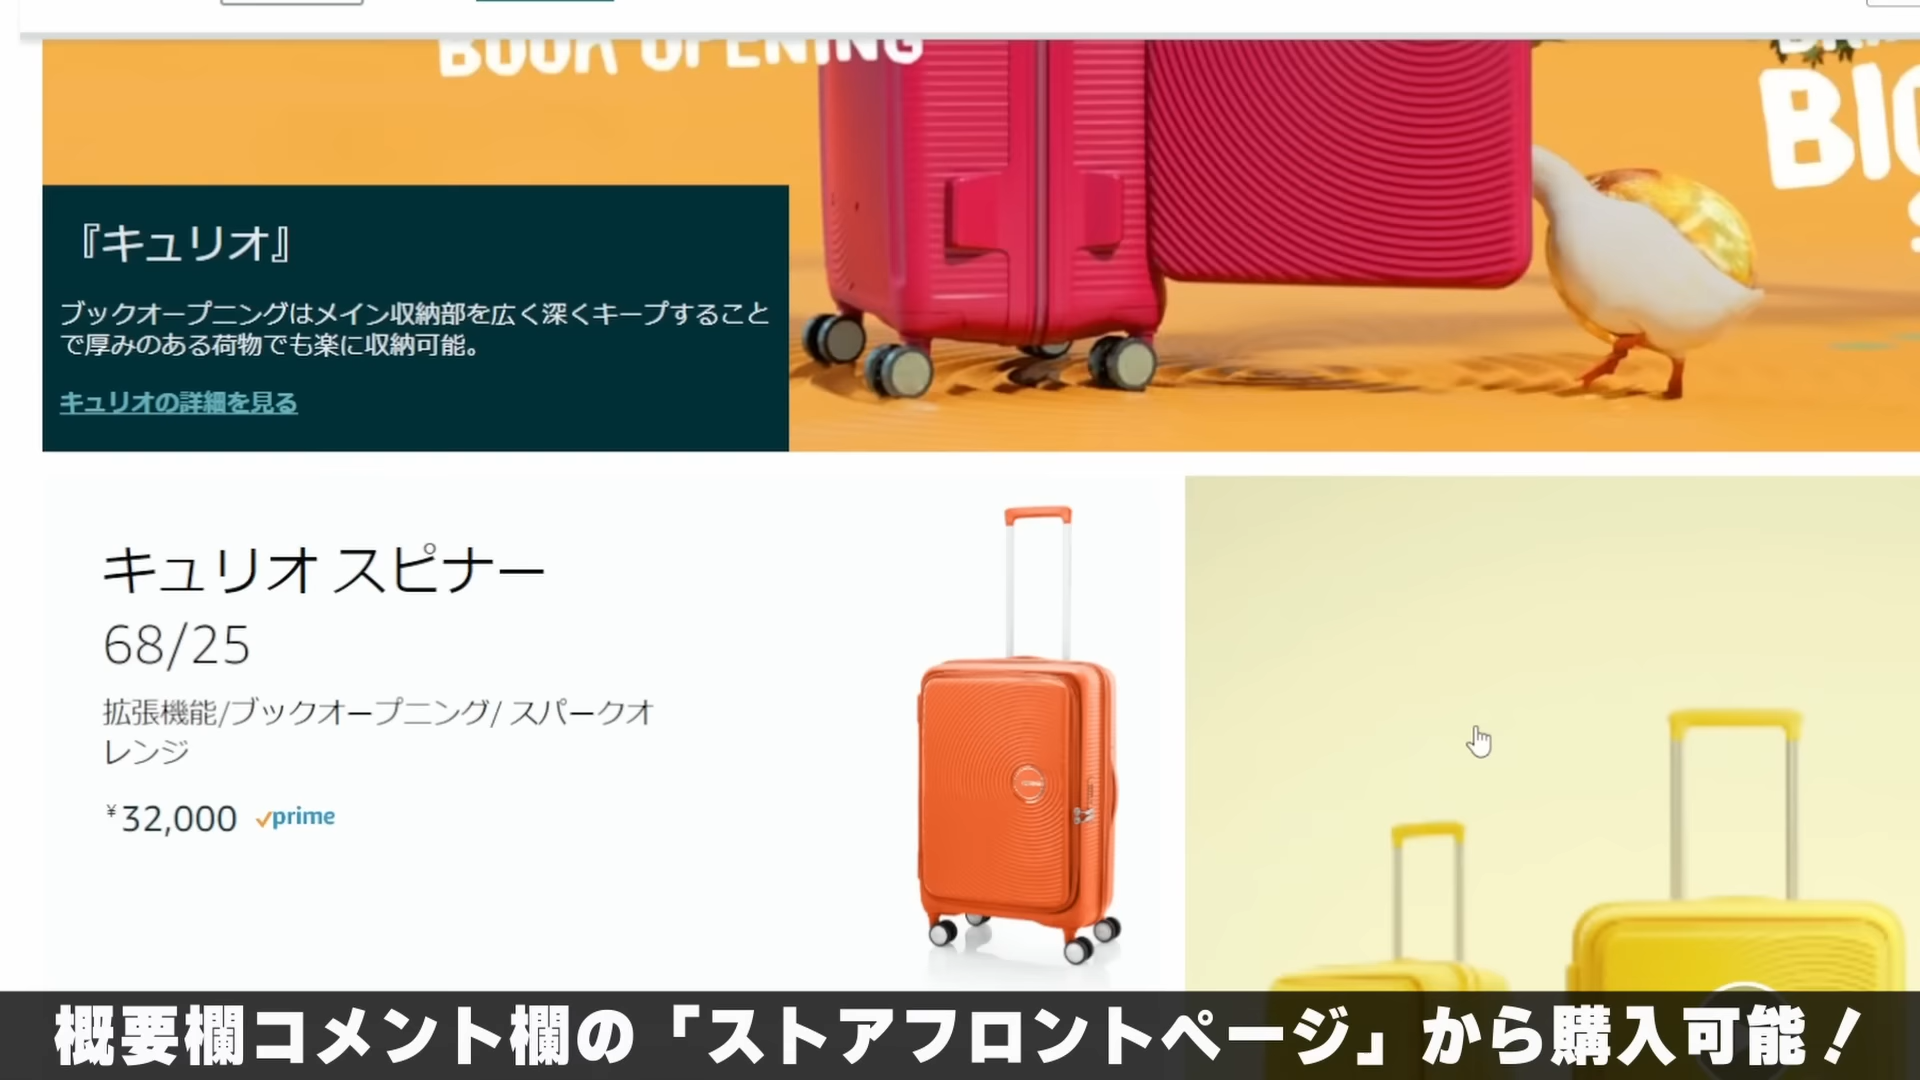 BOOK OPENING
『キュリオ』
ブックオープニングはメイン収納部を広く深くキープすること
で厚みのある荷物でも楽に収納可能。
キュリオの詳細を見る
キュリオ スピナー
68/25
拡張機能/ブックオープニング/ スパークオ
レンジ
¥32,000 prime
概要欄コメント欄の「ストアフロントページ」から購入可能！